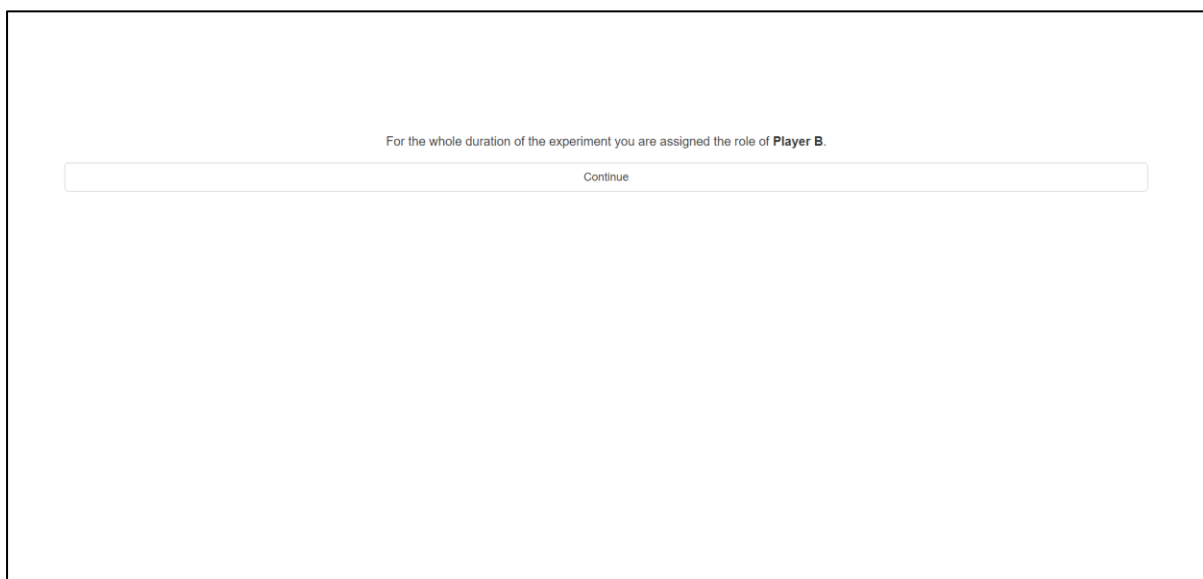 For the whole duration of the experiment you are assigned the role of Player B.
Continue